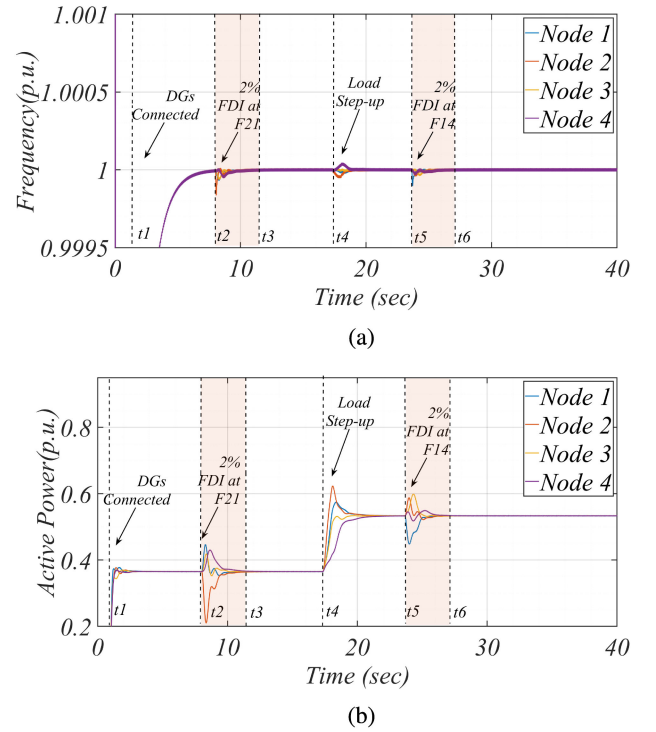 1.001
1.0005
1
0.9995
Frequency(p.u.)
DGs
Connected
2%
FDI at
F21
Load
Step-up
2%
FDI at
F14
Node 1
Node 2
Node 3
Node 4
t1
t2
t3
t4
t5
t6
0
10
20
30
40
Time (sec)
(a)
0.8
0.6
0.4
0.2
Active Power(p.u.)
DGs
Connected
2%
FDI at
F21
Load
Step-up
2%
FDI at
F14
Node 1
Node 2
Node 3
Node 4
t1
t2
t3
t4
t5
t6
0
10
20
30
40
Time (sec)
(b)